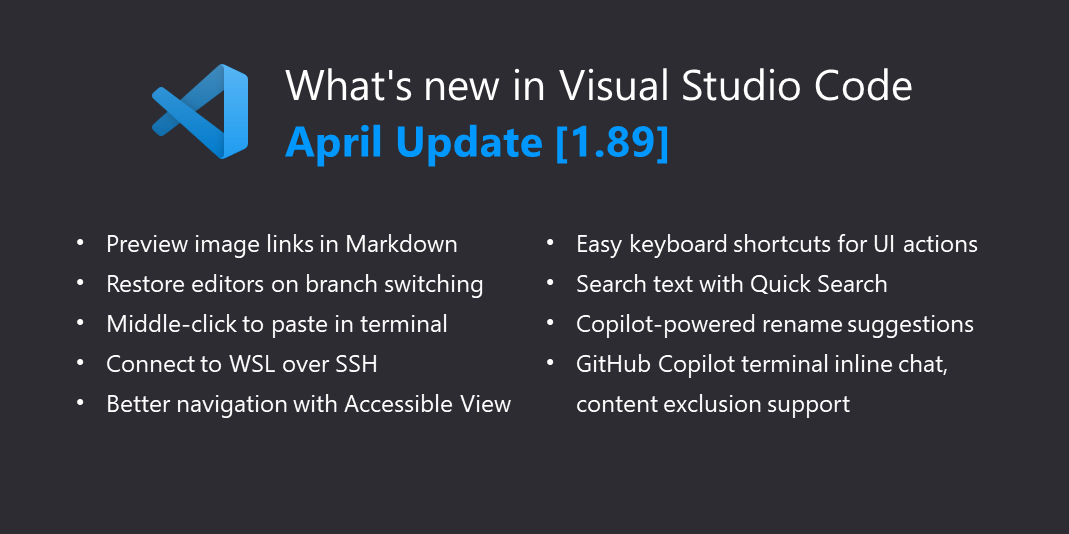 What's new in Visual Studio Code
April Update [1.89]
• Preview image links in Markdown
• Restore editors on branch switching
• Middle-click to paste in terminal
• Connect to WSL over SSH
• Better navigation with Accessible View
• Easy keyboard shortcuts for UI actions
• Search text with Quick Search
• Copilot-powered rename suggestions
• GitHub Copilot terminal inline chat,
content exclusion support